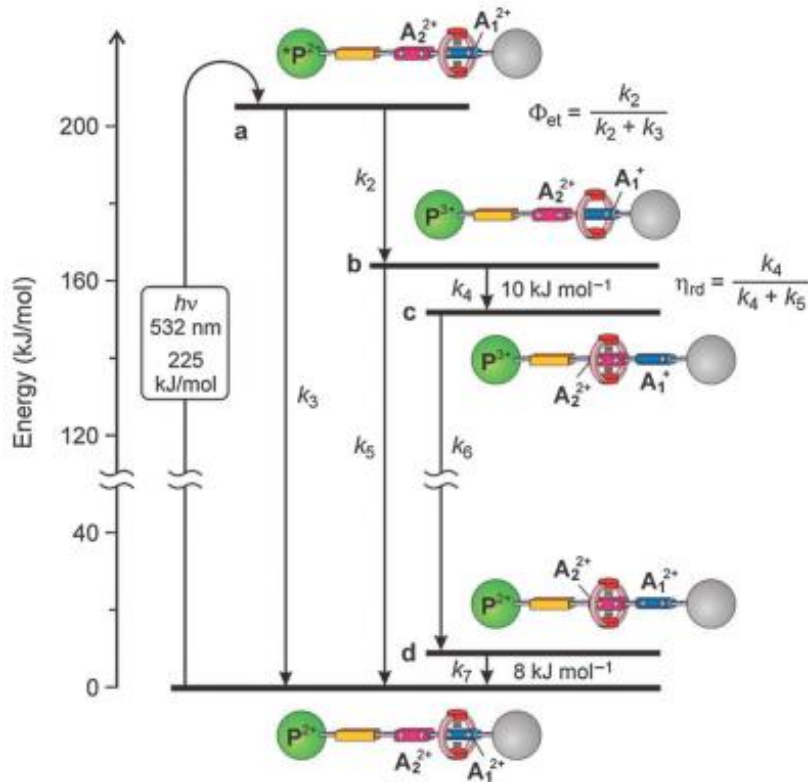 *P²⁺
A₂²⁺
A₁²⁺
Φet = k₂ / (k₂ + k₃)
200
a
k₂
A₂²⁺
A₁⁺
P³⁺
b
160
k₄
10 kJ mol⁻¹
ηrd = k₄ / (k₄ + k₅)
c
hν
532 nm
225
kJ/mol
P³⁺
A₂²⁺
A₁⁺
Energy (kJ/mol)
k₃
120
k₅
k₆
40
A₂²⁺
A₁²⁺
P²⁺
d
k₇
8 kJ mol⁻¹
0
P²⁺
A₂²⁺
A₁²⁺